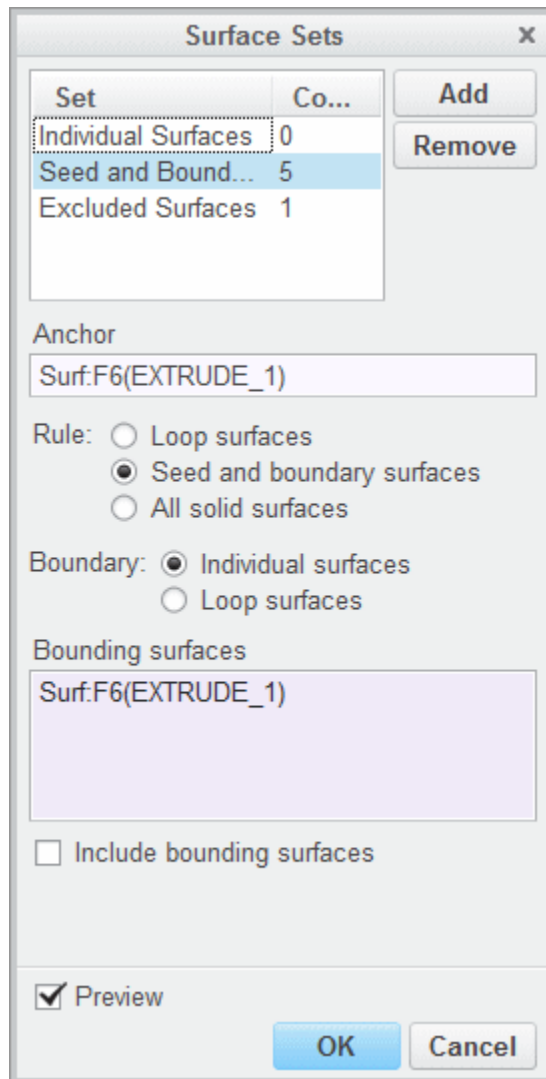 Surface Sets x
Set Co... Add
Individual Surfaces 0 Remove
Seed and Bound... 5
Excluded Surfaces 1
Anchor
Surf:F6(EXTRUDE_1)
Rule: Loop surfaces
Seed and boundary surfaces
All solid surfaces
Boundary: Individual surfaces
Loop surfaces
Bounding surfaces
Surf:F6(EXTRUDE_1)
Include bounding surfaces
Preview
OK Cancel